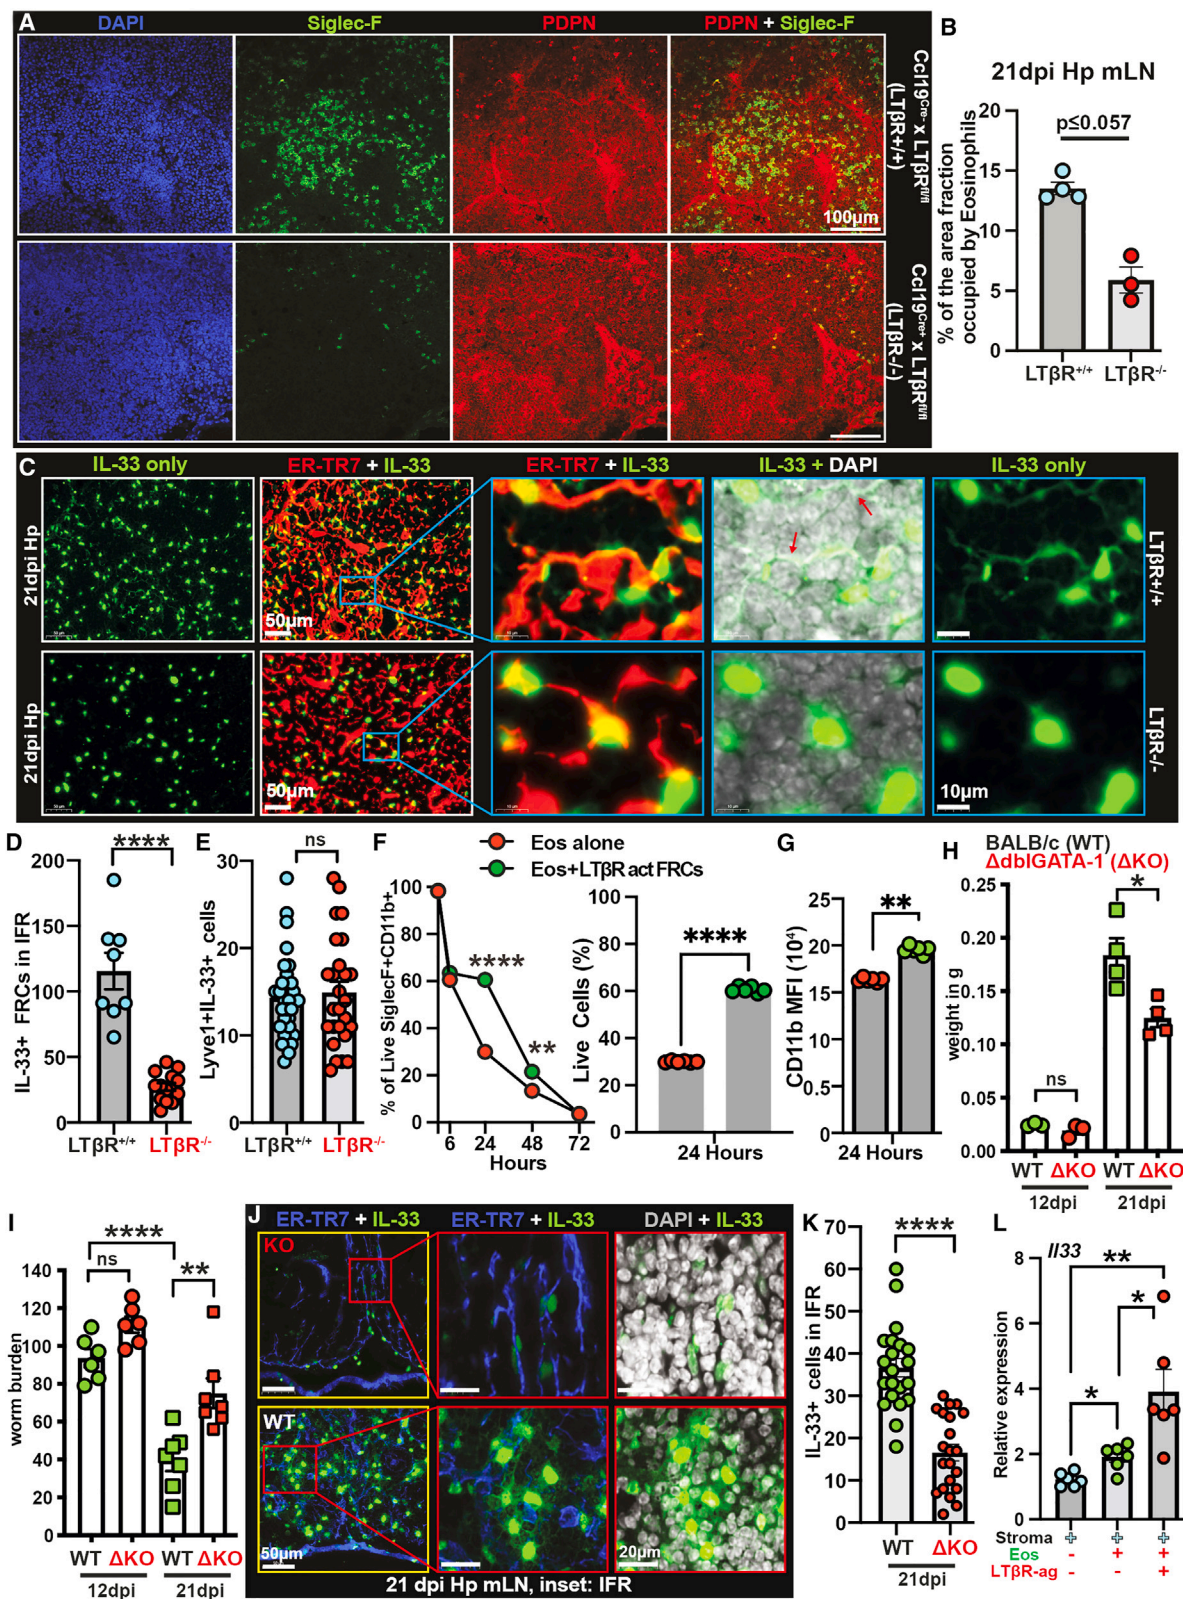 A
DAPI
Siglec-F
PDPN
PDPN + Siglec-F
Ccl19Cre- x LTβRfl/fl
(LTβR+/+)
100μm
Ccl19Cre+ x LTβRfl/fl
(LTβR-/-)
B
21dpi Hp mLN
p≤0.057
% of the area fraction
occupied by Eosinophils
20
15
10
5
0
LTβR+/+
LTβR-/-
C
IL-33 only
ER-TR7 + IL-33
ER-TR7 + IL-33
IL-33 + DAPI
IL-33 only
21dpi Hp
50μm
LTβR+/+
21dpi Hp
50μm
10μm
LTβR-/-
D
****
IL-33+ FRCs in IFR
200
150
100
50
0
LTβR+/+
LTβR-/-
E
ns
Lyve1+IL-33+ cells
30
20
10
0
LTβR+/+
LTβR-/-
F
Eos alone
Eos+LTβR act FRCs
% of Live SiglecF+CD11b+
100
80
60
40
20
0
****
**
6
24
48
72
Hours
Live Cells (%)
100
80
60
40
20
0
****
24 Hours
G
CD11b MFI (10⁴)
25
20
15
10
5
0
**
24 Hours
H
BALB/c (WT)
ΔdblGATA-1 (ΔKO)
weight in g
0.25
0.20
0.15
0.10
0.05
0.00
ns
*
WT
ΔKO
WT
ΔKO
12dpi
21dpi
I
****
ns
**
worm burden
140
120
100
80
60
40
20
0
WT
ΔKO
WT
ΔKO
12dpi
21dpi
J
ER-TR7 + IL-33
ER-TR7 + IL-33
DAPI + IL-33
KO
WT
50μm
20μm
21 dpi Hp mLN, inset: IFR
K
****
IL-33+ cells in IFR
70
60
50
40
30
20
10
0
WT
ΔKO
21dpi
L
Il33
**
*
*
Relative expression
8
6
4
2
0
Stroma + + +
Eos - + +
LTβR-ag - - +